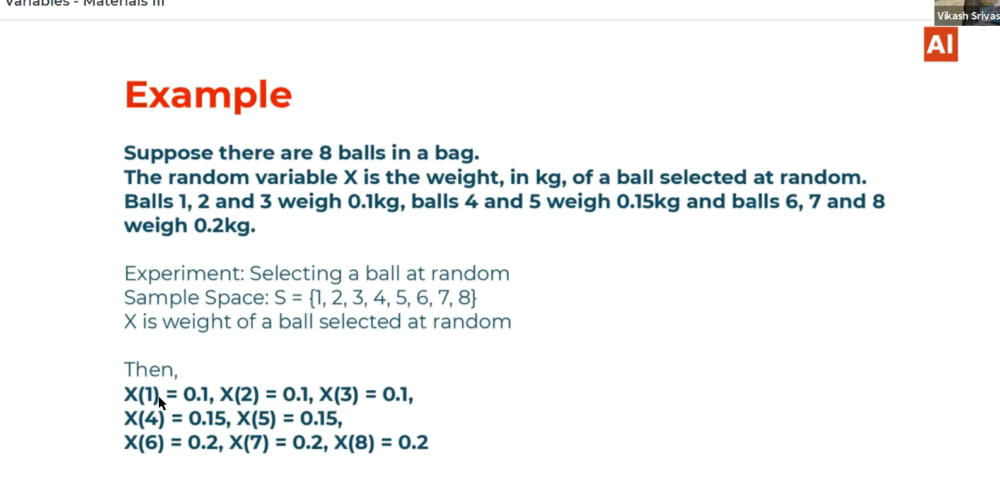 Variables - Materials III
Vikash Srivas
AI
Example
Suppose there are 8 balls in a bag.
The random variable X is the weight, in kg, of a ball selected at random.
Balls 1, 2 and 3 weigh 0.1kg, balls 4 and 5 weigh 0.15kg and balls 6, 7 and 8
weigh 0.2kg.
Experiment: Selecting a ball at random
Sample Space: S = {1, 2, 3, 4, 5, 6, 7, 8}
X is weight of a ball selected at random
Then,
X(1) = 0.1, X(2) = 0.1, X(3) = 0.1,
X(4) = 0.15, X(5) = 0.15,
X(6) = 0.2, X(7) = 0.2, X(8) = 0.2